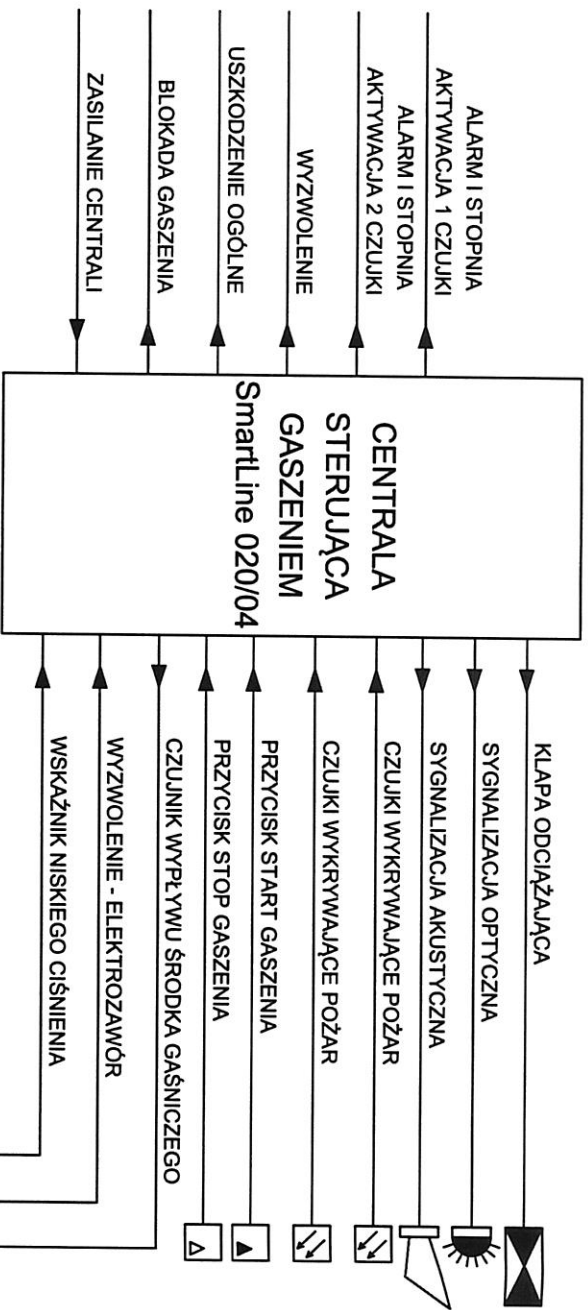 ALARM I STOPNIA
AKTYWACJA 1 CZUJKI
ALARM I STOPNIA
AKTYWACJA 2 CZUJKI
WYZWOLENIE
USZKODZENIE OGÓLNE
BLOKADA GASZENIA
ZASILANIE CENTRALI
CENTRALA
STERUJĄCA
GASZENIEM
SmartLine 020/04
KLAPA ODCIĄŻAJĄCA
SYGNALIZACJA OPTYCZNA
SYGNALIZACJA AKUSTYCZNA
CZUJKI WYKRYWAJĄCE POŻAR
CZUJKI WYKRYWAJĄCE POŻAR
PRZYCISK START GASZENIA
PRZYCISK STOP GASZENIA
CZUJNIK WYPŁYWU ŚRODKA GAŚNICZEGO
WYZWOLENIE - ELEKTROZAWÓR
WSKAŹNIK NISKIEGO CIŚNIENIA